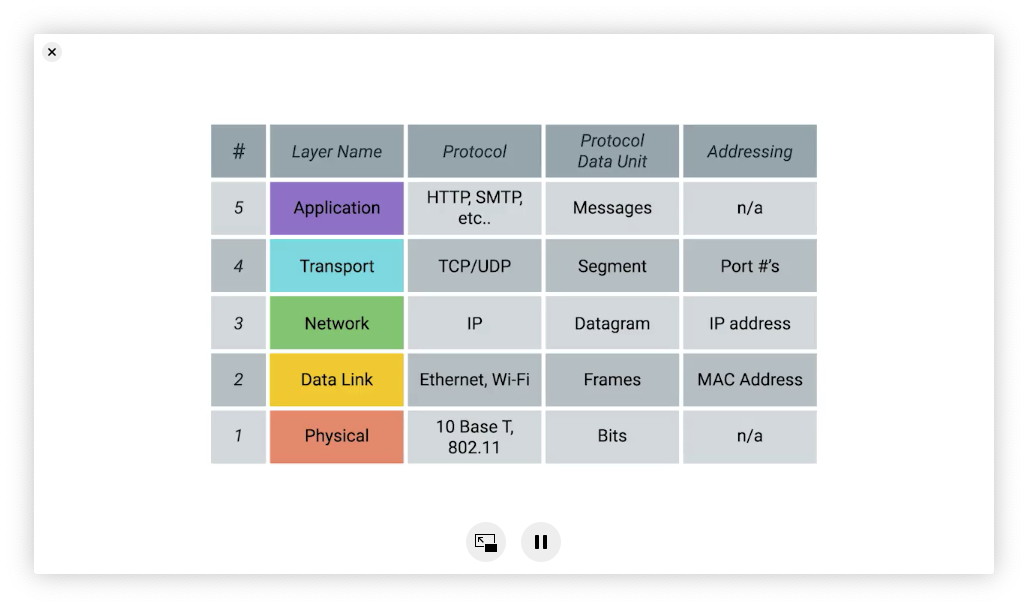 # Layer Name Protocol Protocol Data Unit Addressing
5 Application HTTP, SMTP, etc.. Messages n/a
4 Transport TCP/UDP Segment Port #'s
3 Network IP Datagram IP address
2 Data Link Ethernet, Wi-Fi Frames MAC Address
1 Physical 10 Base T, 802.11 Bits n/a